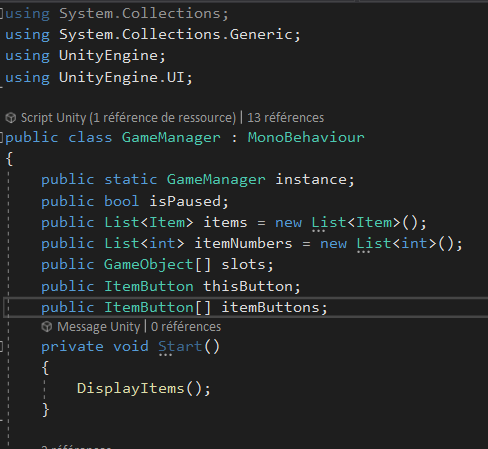 using System.Collections;
using System.Collections.Generic;
using UnityEngine;
using UnityEngine.UI;
Script Unity (1 référence de ressource) | 13 références
public class GameManager : MonoBehaviour
{
public static GameManager instance;
public bool isPaused;
public List<Item> items = new List<Item>();
public List<int> itemNumbers = new List<int>();
public GameObject[] slots;
public ItemButton thisButton;
public ItemButton[] itemButtons;
Message Unity | 0 références
private void Start()
{
DisplayItems();
}